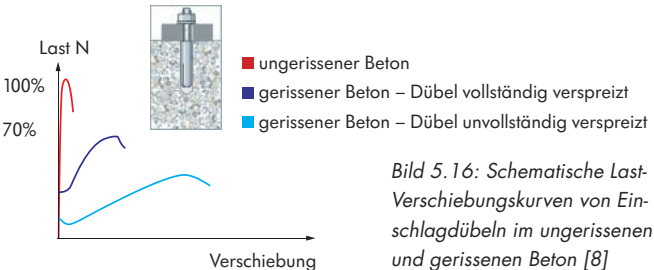 Last N
100%
70%
Verschiebung
ungerissener Beton
gerissener Beton – Dübel vollständig verspreizt
gerissener Beton – Dübel unvollständig verspreizt
Bild 5.16: Schematische Last-
Verschiebungskurven von Ein-
schlagdübeln im ungerissenen
und gerissenen Beton [8]